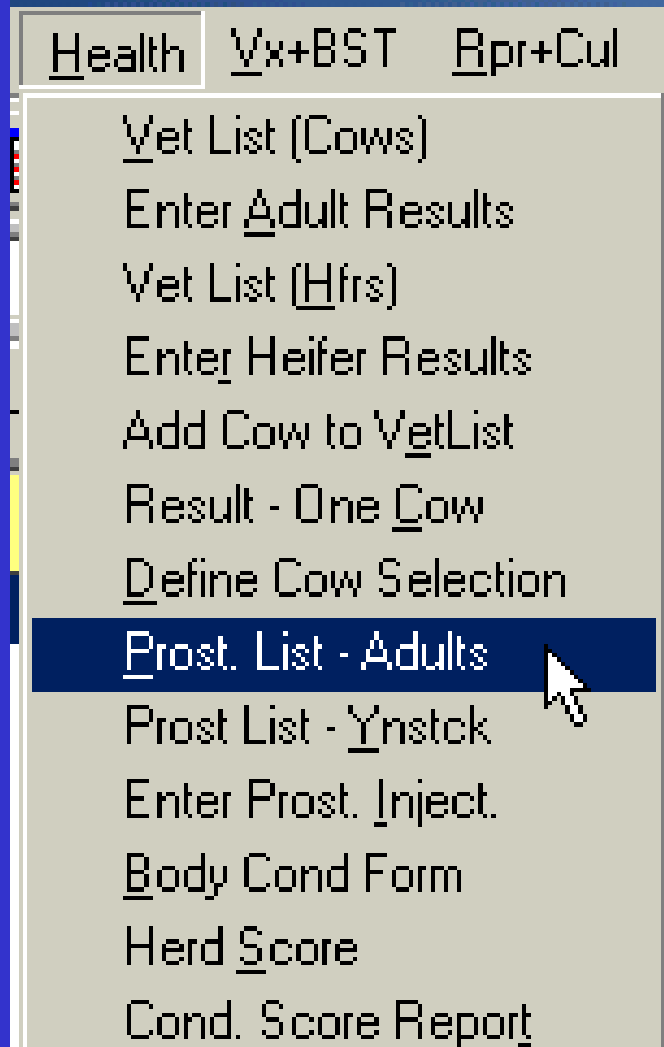 Health Vx+BST Rpr+Cul
Vet List (Cows)
Enter Adult Results
Vet List (Hfrs)
Enter Heifer Results
Add Cow to VetList
Result - One Cow
Define Cow Selection
Prost. List - Adults
Prost List - Ynstck
Enter Prost. Inject.
Body Cond Form
Herd Score
Cond. Score Report